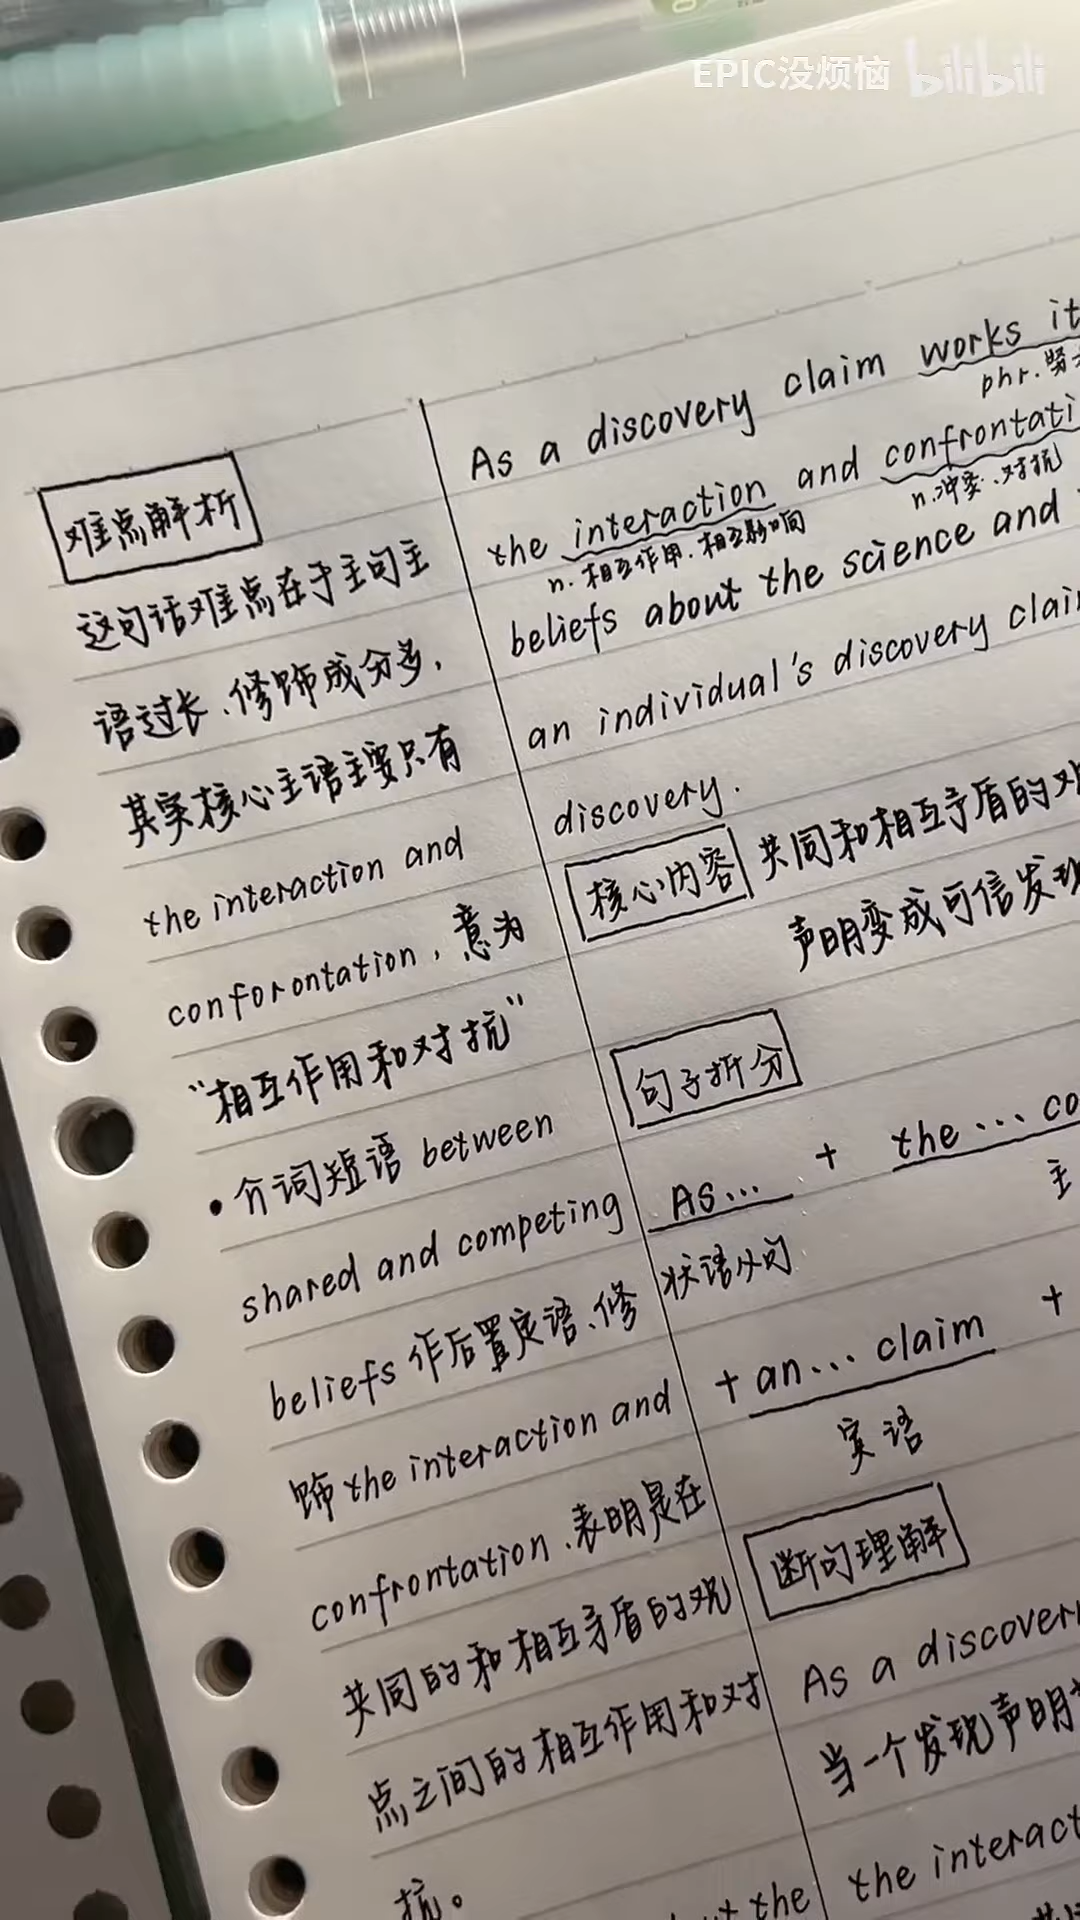 EPIC没烦恼 bilibili
难点解析
这句话难点在于主句主
语过长、修饰成分多,
其实核心主语主要只有
the interaction and
conforontation, 意为
“相互作用和对抗”
• 介词短语 between
shared and competing
beliefs 作后置定语、修
饰 the interaction and
confrontation、表明是在
共同的和相互矛盾的观
点之间的相互作用和对
抗。
the
As a discovery claim works it
phr.
the interaction and confrontati
n. 相互作用、相互影响
n. 冲突、对抗
beliefs about the science and
an individual's discovery clai
discovery.
核心内容 共同和相互矛盾的观
声明变成可信发现
句子折分
As... + the... co
状语从句 主
+ an... claim +
宾语
断句理解
As a discover
当一个发现声明
the interact